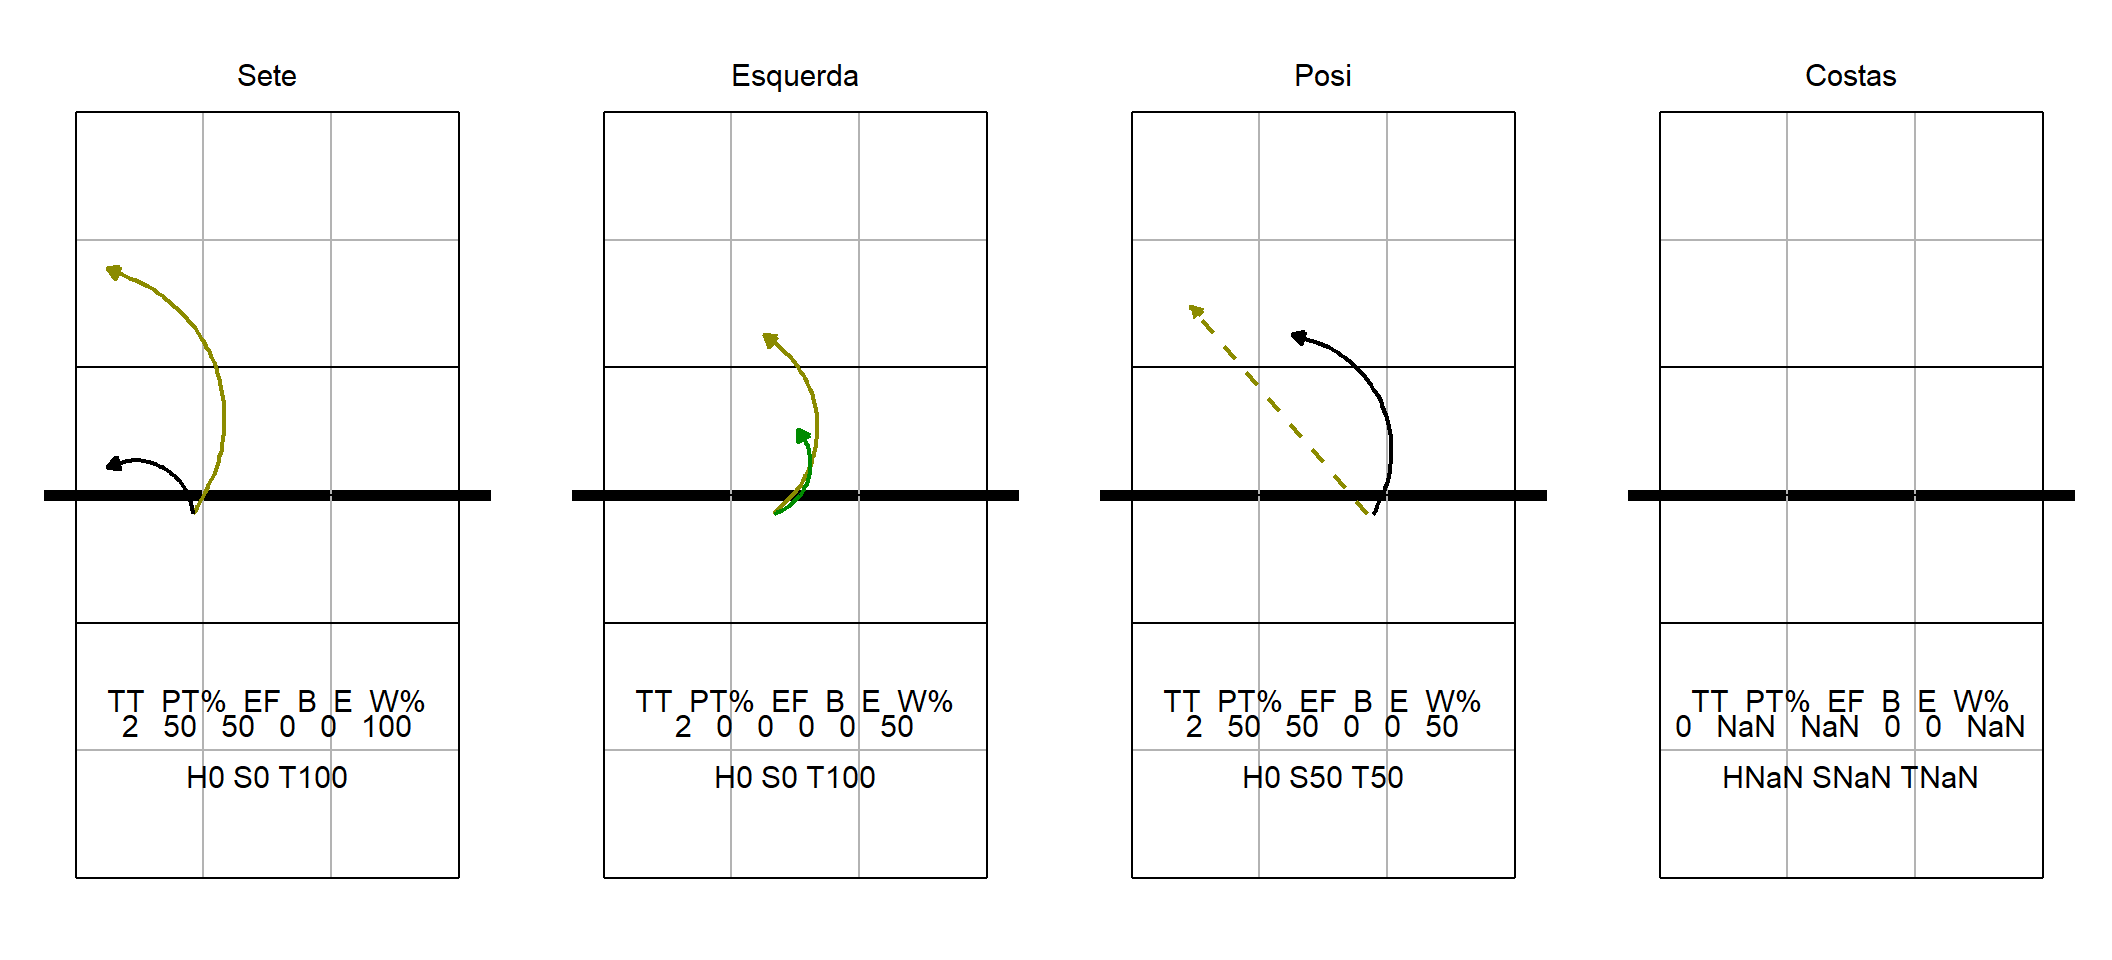 Sete
TT PT% EF B E W%
2 50 50 0 0 100
H0 S0 T100
Esquerda
TT PT% EF B E W%
2 0 0 0 0 50
H0 S0 T100
Posi
TT PT% EF B E W%
2 50 50 0 0 50
H0 S50 T50
Costas
TT PT% EF B E W%
0 NaN NaN 0 0 NaN
HNaN SNaN TNaN